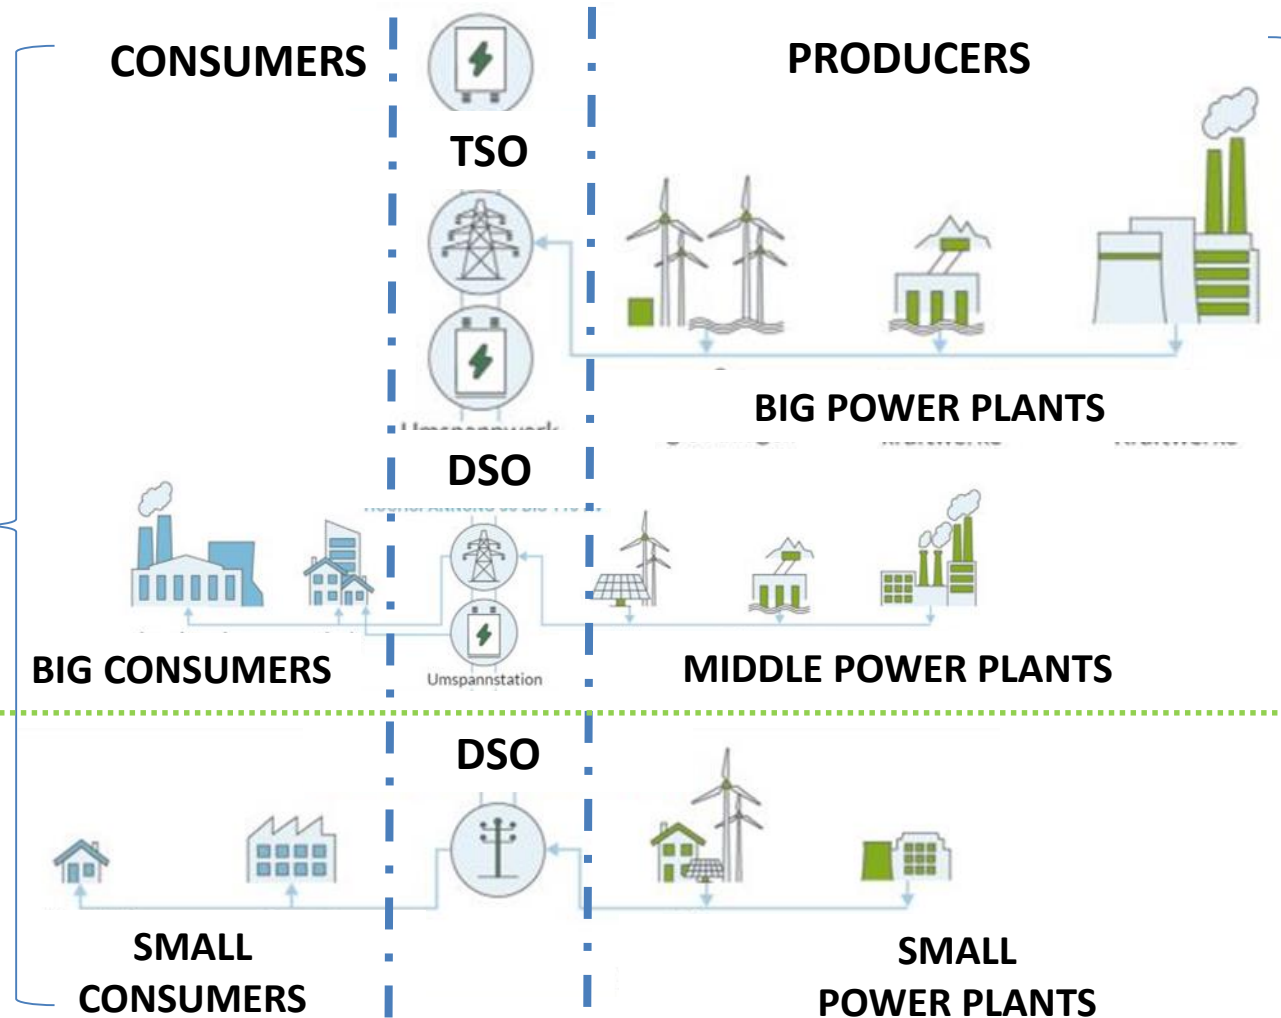 CONSUMERS
PRODUCERS
TSO
BIG POWER PLANTS
Umspannwerk
DSO
BIG CONSUMERS
MIDDLE POWER PLANTS
Umspannstation
DSO
SMALL
CONSUMERS
SMALL
POWER PLANTS